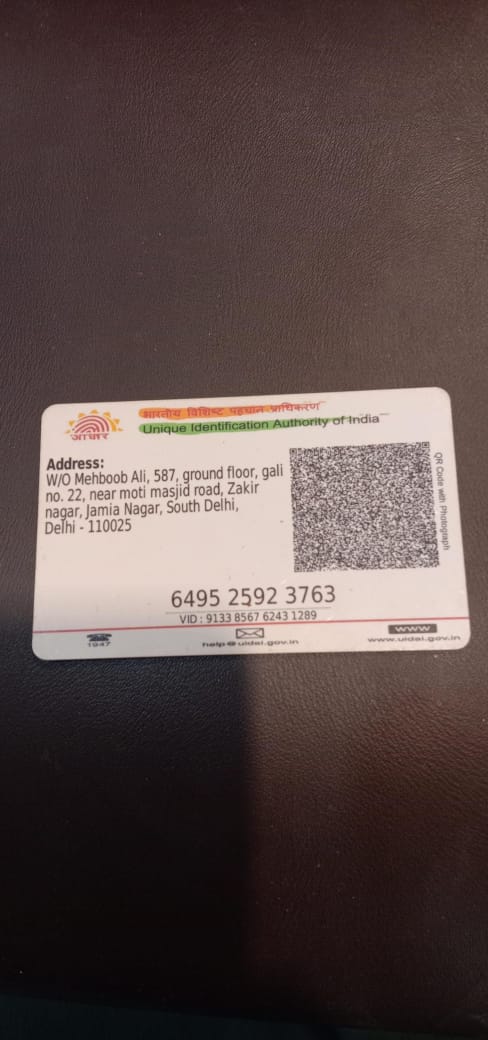 भारतीय विशिष्ट पहचान प्राधिकरण
Unique Identification Authority of India
आधार
Address:
W/O Mehboob Ali, 587, ground floor, gali
no. 22, near moti masjid road, Zakir
nagar, Jamia Nagar, South Delhi,
Delhi - 110025
QR Code with Photograph
6495 2592 3763
VID : 9133 8567 6243 1289
1947
help@uidai.gov.in
WWW
www.uidai.gov.in